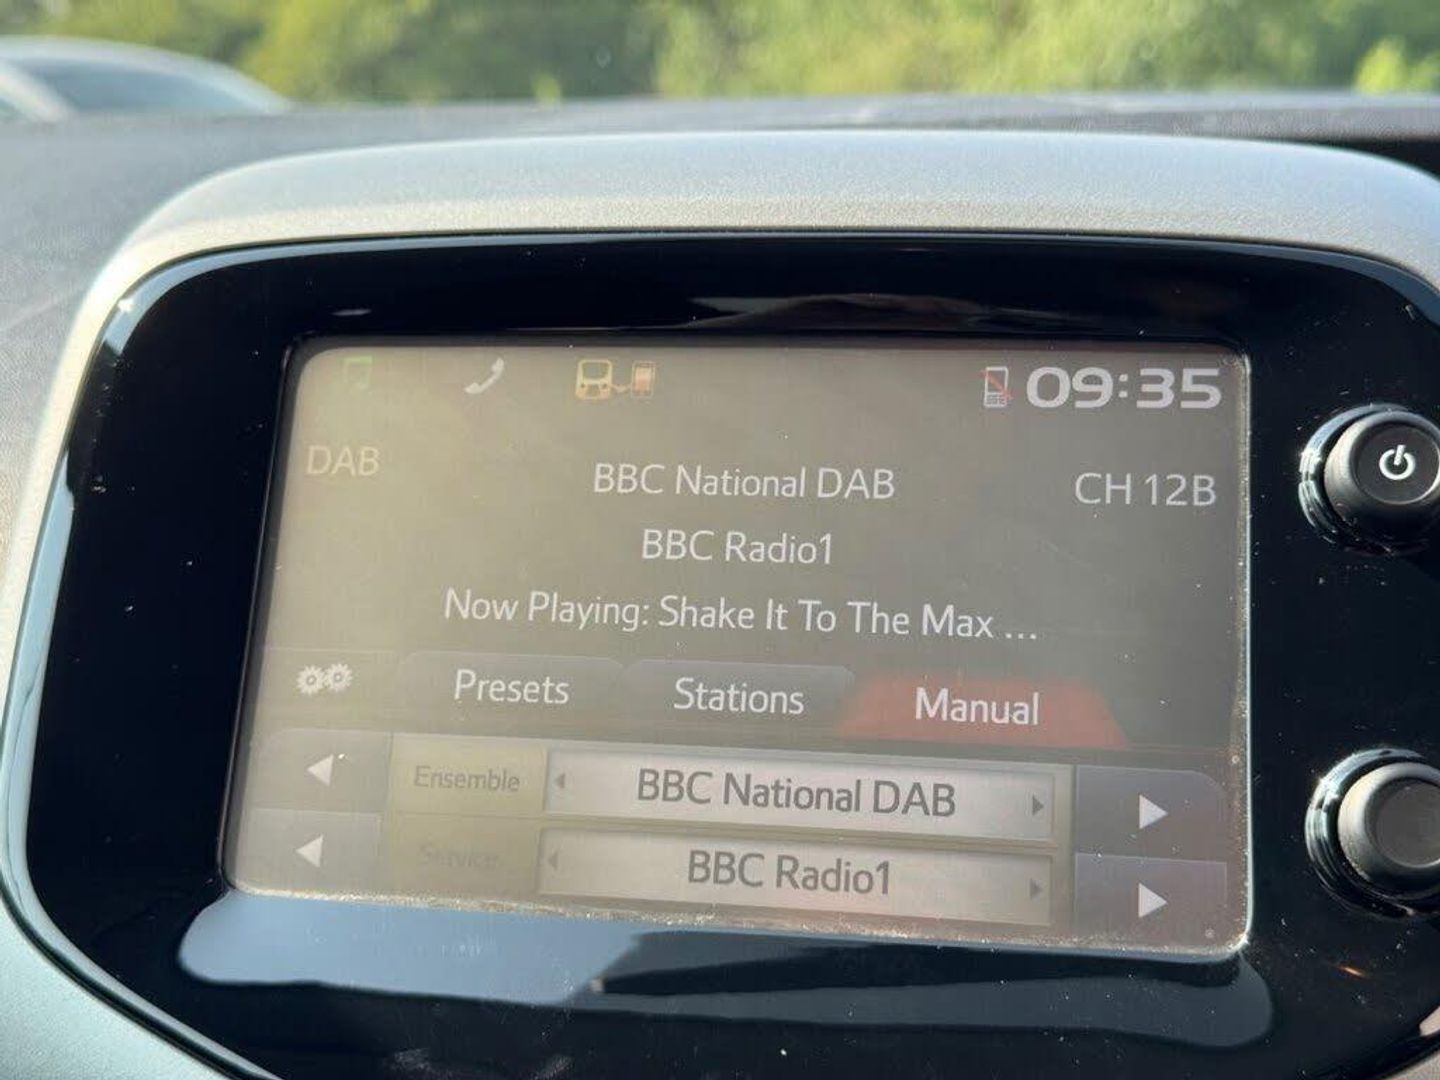 09:35
DAB
BBC National DAB
CH 12B
BBC Radio1
Now Playing: Shake It To The Max ...
Presets
Stations
Manual
Ensemble
BBC National DAB
Service
BBC Radio1